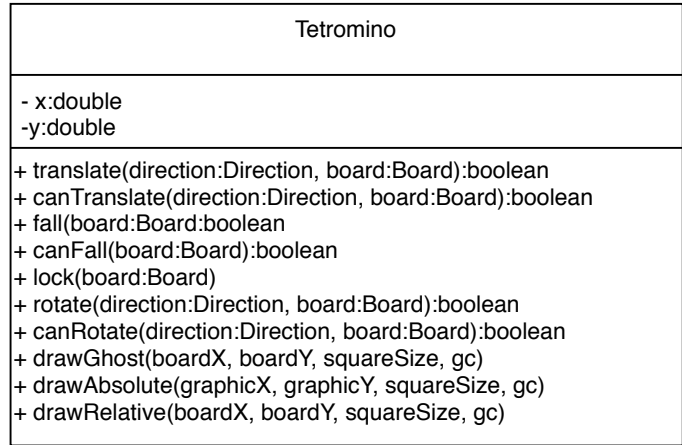 Tetromino
- x:double
-y:double
+ translate(direction:Direction, board:Board):boolean
+ canTranslate(direction:Direction, board:Board):boolean
+ fall(board:Board:boolean
+ canFall(board:Board):boolean
+ lock(board:Board)
+ rotate(direction:Direction, board:Board):boolean
+ canRotate(direction:Direction, board:Board):boolean
+ drawGhost(boardX, boardY, squareSize, gc)
+ drawAbsolute(graphicX, graphicY, squareSize, gc)
+ drawRelative(boardX, boardY, squareSize, gc)